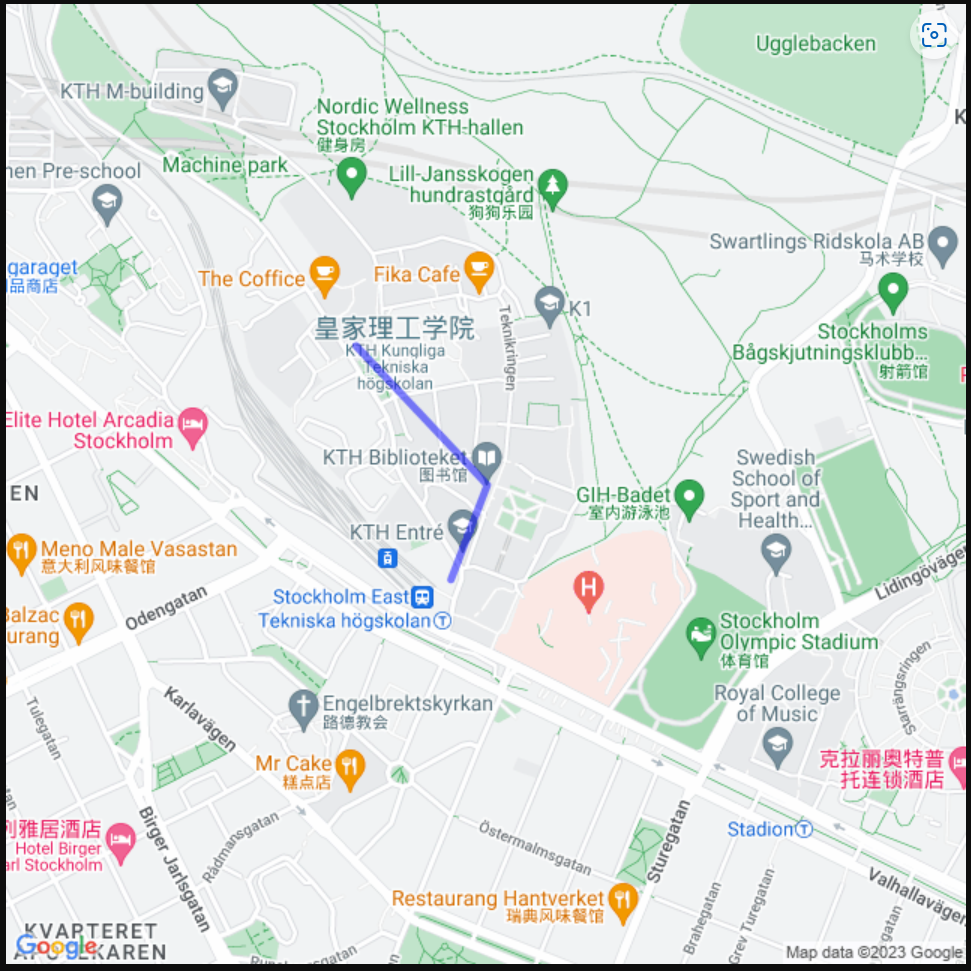 Ugglebacken
KTH M-building
Nordic Wellness
Stockholm KTH-hallen
健身房
Machine park
nen Pre-school
Lill-Jansskogen
hundrastgård
狗狗乐园
K
Swartlings Ridskola AB
马术学校
garaget
品商店
The Coffice
Fika Cafe
K1
Teknikringen
皇家理工学院
KTH Kungliga
Tekniska
högskolan
Stockholms
Bågskjutningsklubb...
射箭馆
Elite Hotel Arcadia
Stockholm
KTH Biblioteket
图书馆
Swedish
School of
Sport and
Health...
EN
GIH-Badet
室内游泳池
KTH Entré
Meno Male Vasastan
意大利风味餐馆
Lidingövägen
Odengatan
Stockholm East
Tekniska högskolan
T
H
Balzac
urang
Stockholm
Olympic Stadium
体育馆
Starrängsringen
Royal College
of Music
Tulegatan
Karlavägen
Engelbrektskyrkan
路德教会
Mr Cake
糕点店
克拉丽奥特普
托连锁酒店
利雅居酒店
Hotel Birger
arl Stockholm
Birger Jarlsgatan
Rådmansgatan
Östermalmsgatan
Sturegatan
Stadion
T
Valhallavägen
Restaurang Hantverket
瑞典风味餐馆
Brahegatan
Grev Turegatan
KVARTERET
APOTEKAREN
Google
Map data ©2023 Google